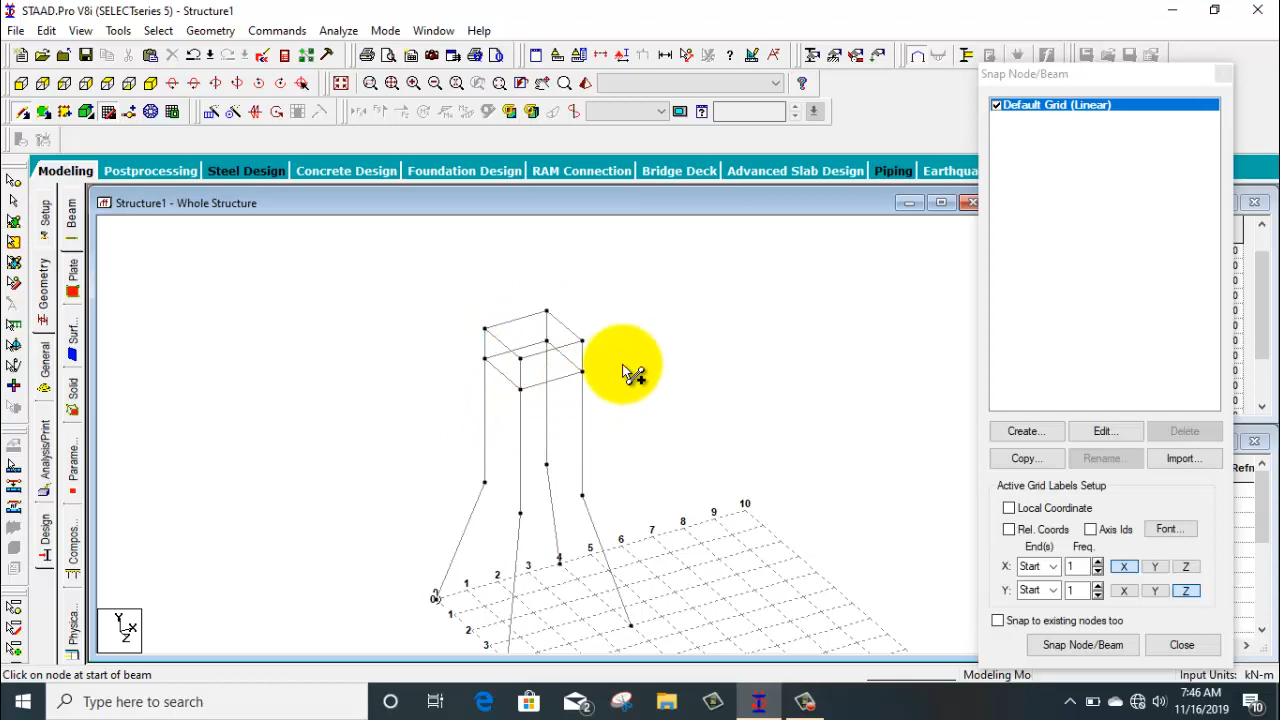 STAAD.Pro V8i (SELECTseries 5) - Structure1
File Edit View Tools Select Geometry Commands Analyze Mode Window Help
Snap Node/Beam
Default Grid (Linear)
Modeling Postprocessing Steel Design Concrete Design Foundation Design RAM Connection Bridge Deck Advanced Slab Design Piping Earthqua
Structure1 - Whole Structure
Setup
Geometry
General
Analysis/Print
Design
Beam
Plate
Surf...
Solid
Parame...
Compos...
Physica...
10
9
8
7
6
5
4
3
2
1
0
1
2
3
Y
X
Z
Create... Edit... Delete
Copy... Rename... Import...
Active Grid Labels Setup
Local Coordinate
Rel. Coords Axis Ids Font...
End(s) Freq.
X: Start 1 X Y Z
Y: Start 1 X Y Z
Snap to existing nodes too
Snap Node/Beam Close
Refn
Click on node at start of beam
Modeling Mo
Input Units: kN-m
Type here to search
2
7:46 AM
11/16/2019
10